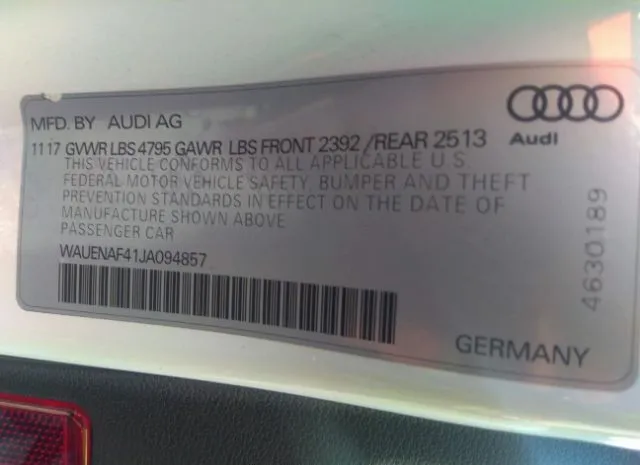 MFD. BY AUDI AG
11 17 GVWR LBS 4795 GAWR LBS FRONT 2392 /REAR 2513
THIS VEHICLE CONFORMS TO ALL APPLICABLE U.S.
FEDERAL MOTOR VEHICLE SAFETY, BUMPER AND THEFT
PREVENTION STANDARDS IN EFFECT ON THE DATE OF
MANUFACTURE SHOWN ABOVE
PASSENGER CAR
WAUENAF41JA094857
Audi
4630189
GERMANY